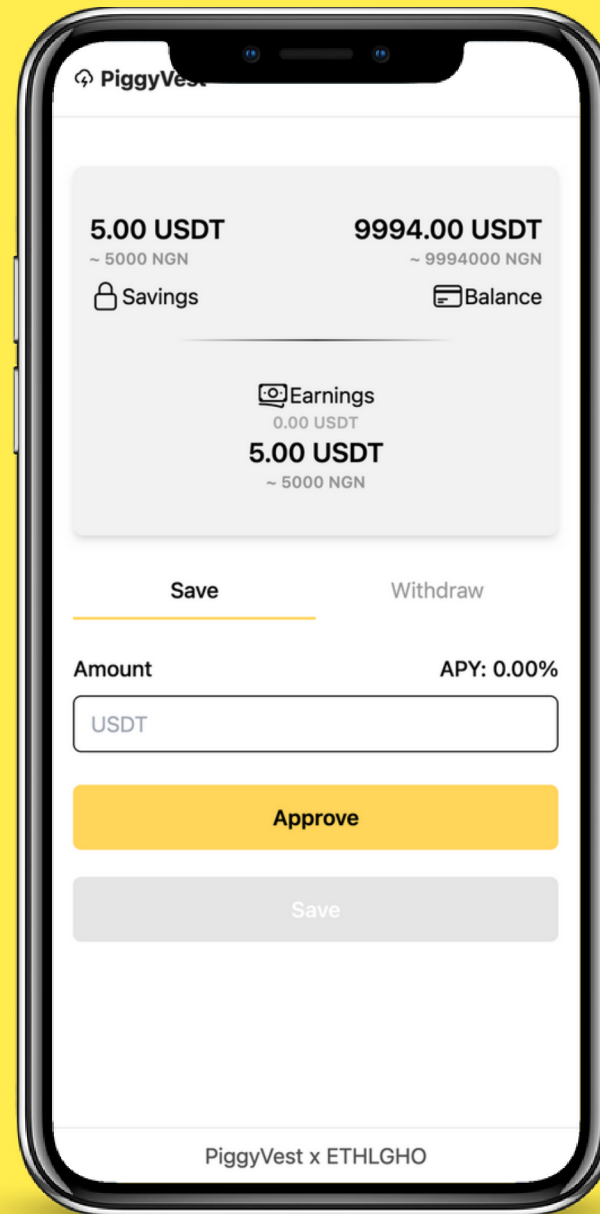 PiggyVest
5.00 USDT
9994.00 USDT
~ 5000 NGN
~ 9994000 NGN
Savings
Balance
Earnings
0.00 USDT
5.00 USDT
~ 5000 NGN
Save
Withdraw
Amount
APY: 0.00%
USDT
Approve
Save
PiggyVest x ETHLGHO